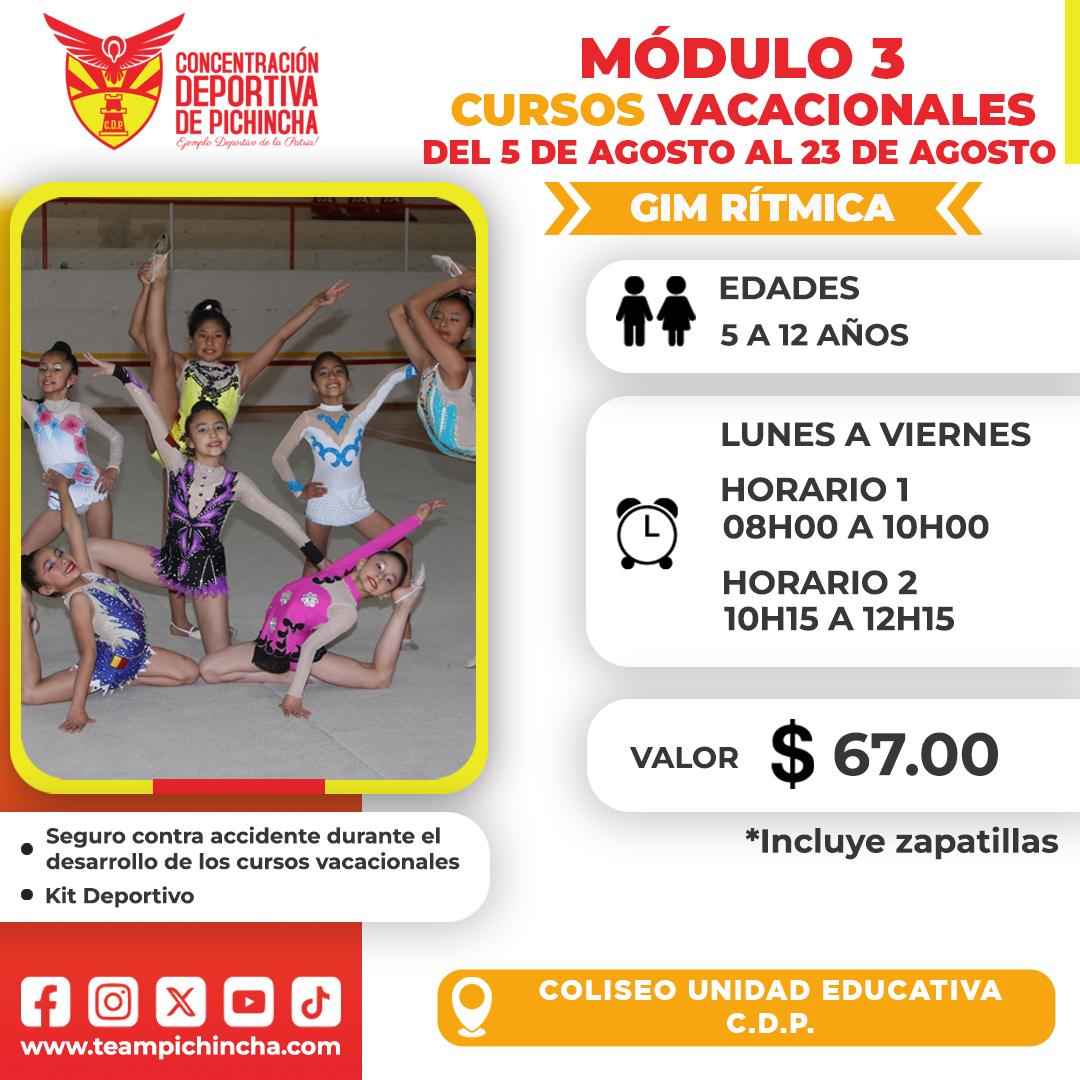 CONCENTRACIÓN
DEPORTIVA
DE PICHINCHA
Ejemplo Deportivo de la Patria!
C.D.P.
MÓDULO 3
CURSOS VACACIONALES
DEL 5 DE AGOSTO AL 23 DE AGOSTO
GIM RÍTMICA
EDADES
5 A 12 AÑOS
LUNES A VIERNES
HORARIO 1
08H00 A 10H00
HORARIO 2
10H15 A 12H15
VALOR $ 67.00
*Incluye zapatillas
Seguro contra accidente durante el
desarrollo de los cursos vacacionales
Kit Deportivo
www.teampichincha.com
COLISEO UNIDAD EDUCATIVA
C.D.P.